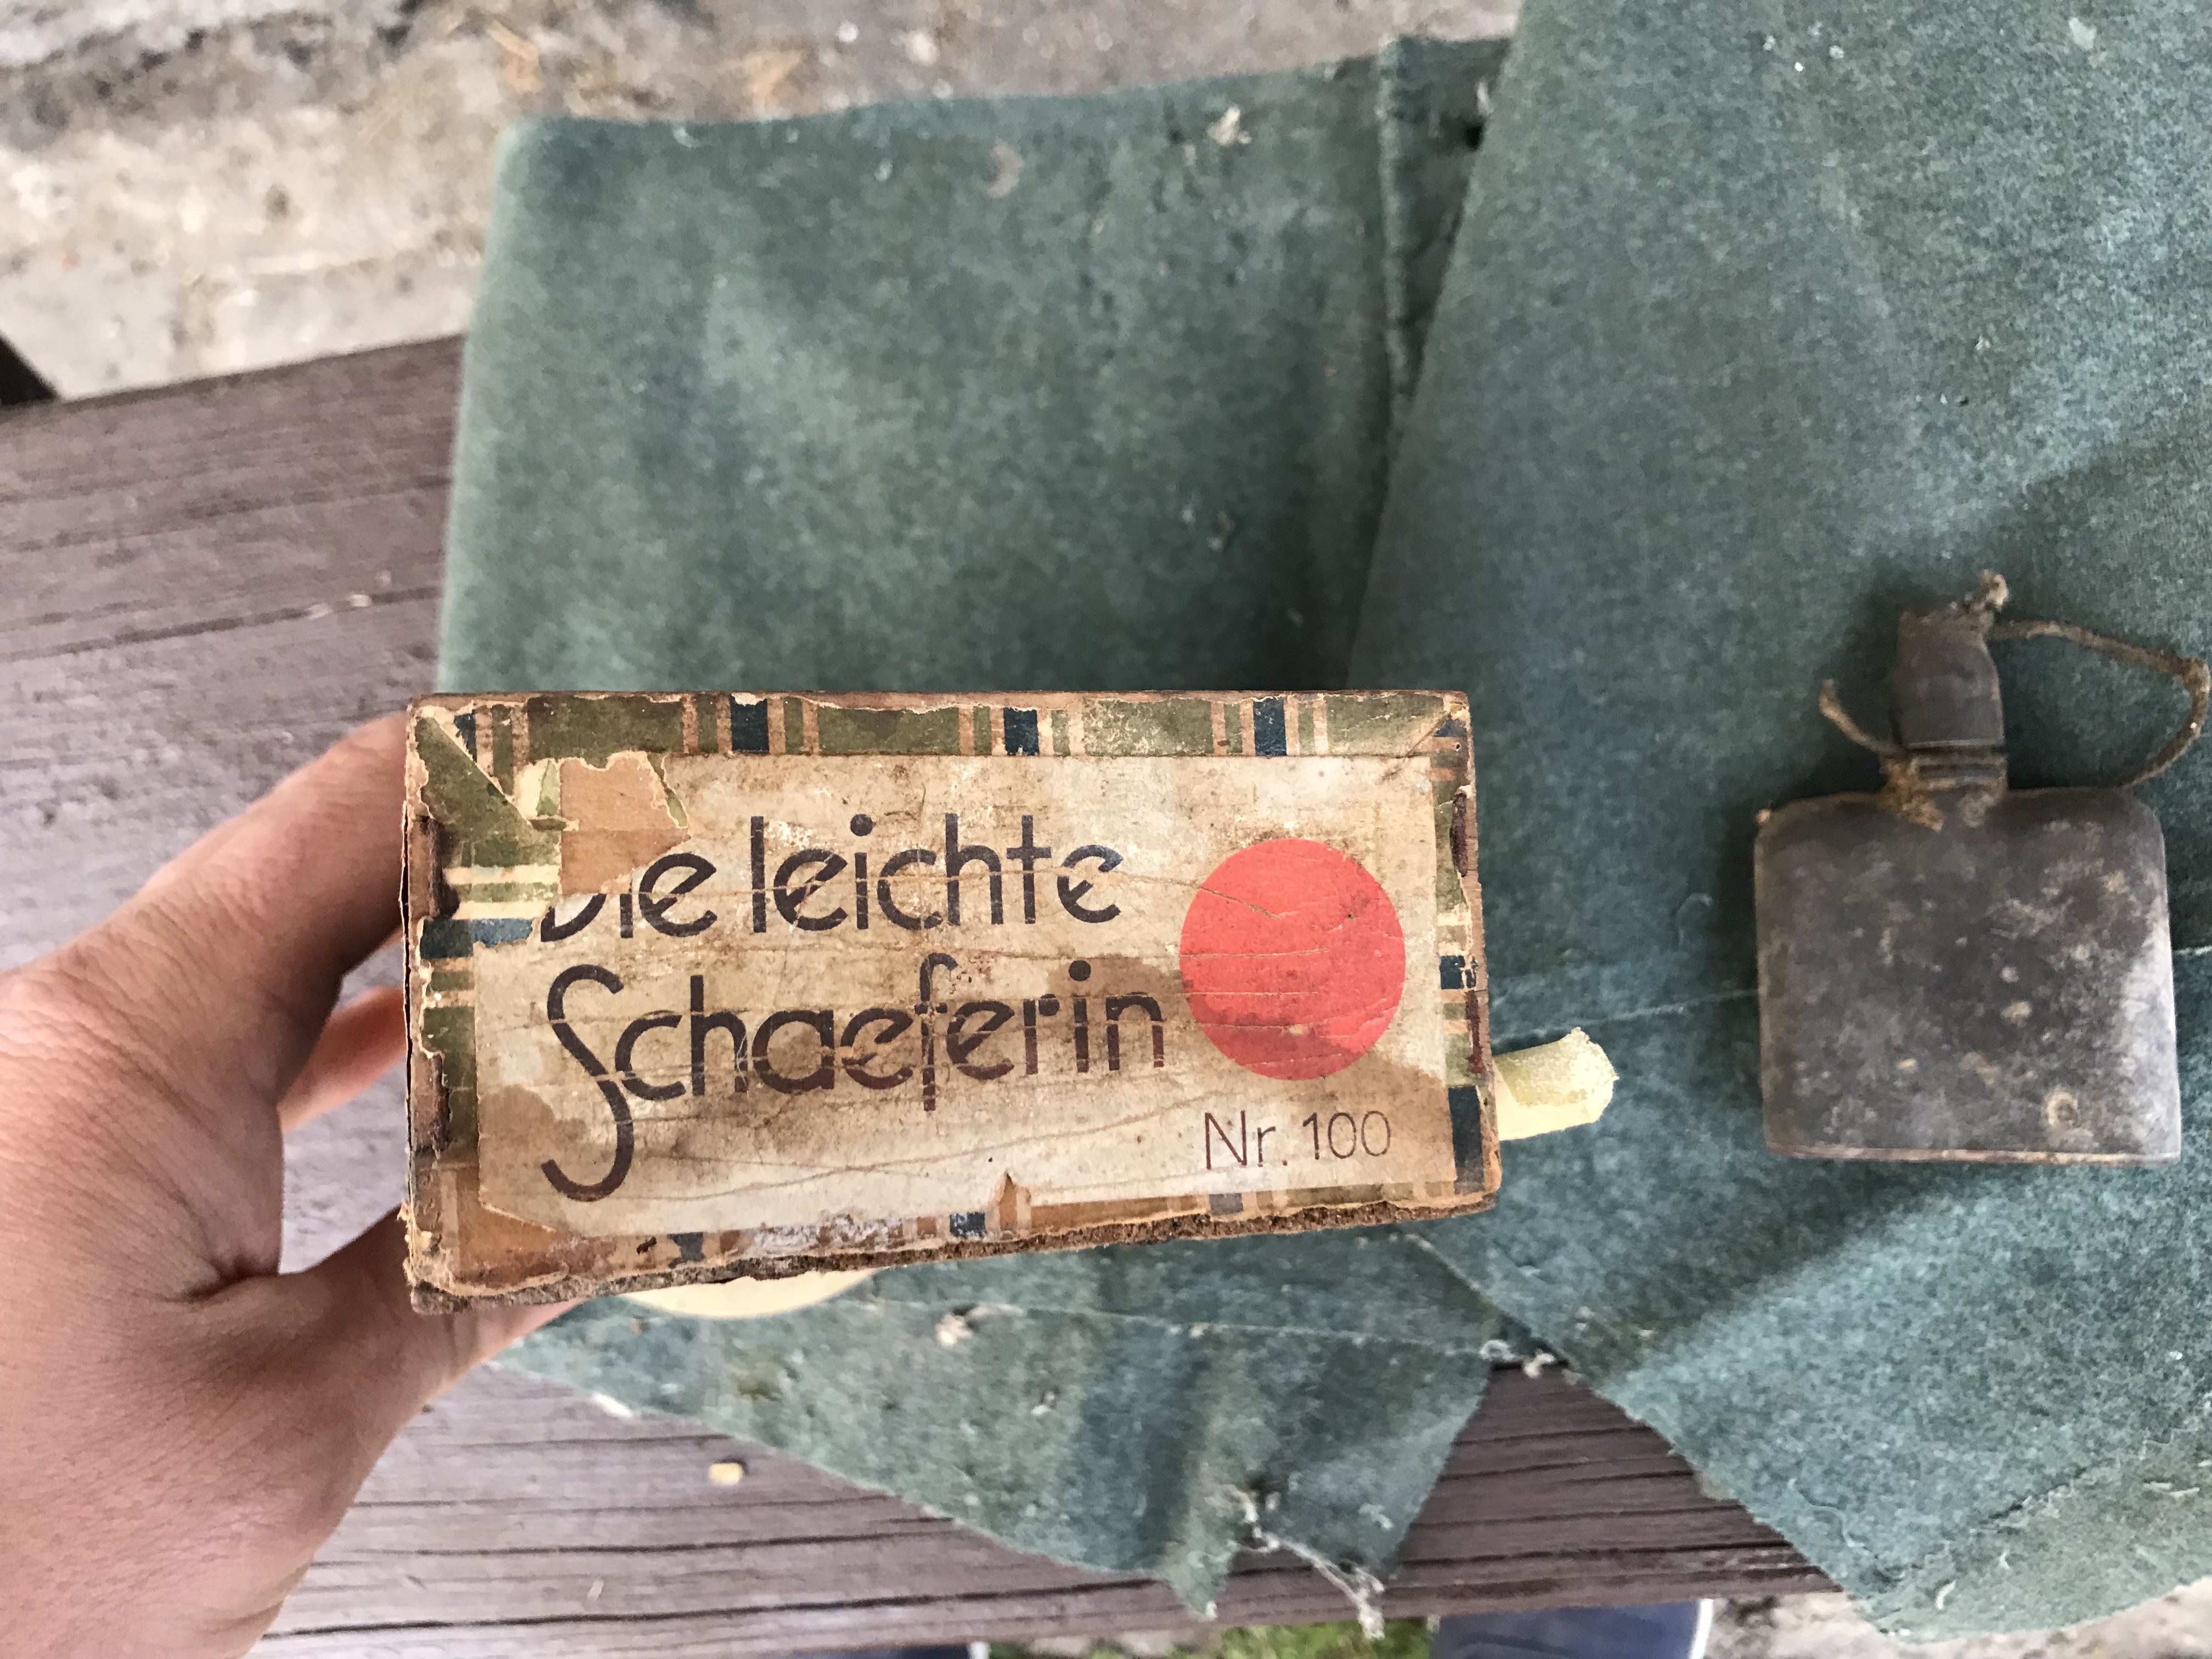 Die leichte
Schaeferin
Nr. 100